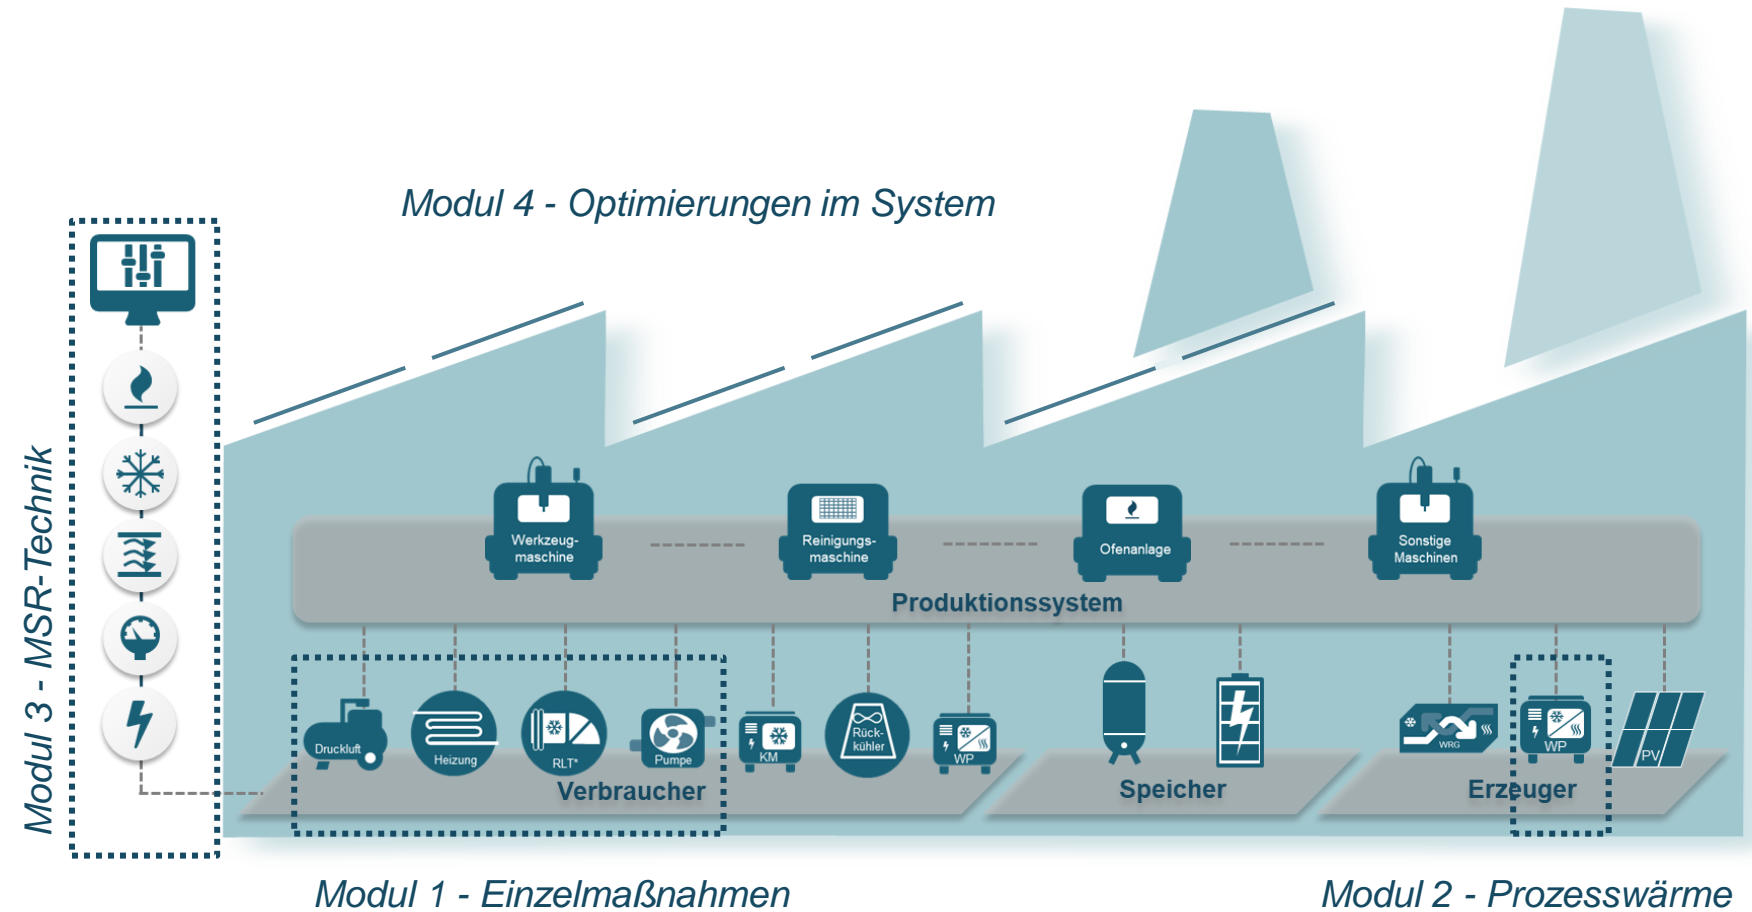 Modul 4 - Optimierungen im System
Modul 3 - MSR-Technik
Werkzeug-
maschine
Reinigungs-
maschine
Ofenanlage
Sonstige
Maschinen
Produktionssystem
Druckluft
Heizung
RLT*
Pumpe
KM
Rück-
kühler
WP
WRG
WP
PV
Verbraucher
Speicher
Erzeuger
Modul 1 - Einzelmaßnahmen
Modul 2 - Prozesswärme